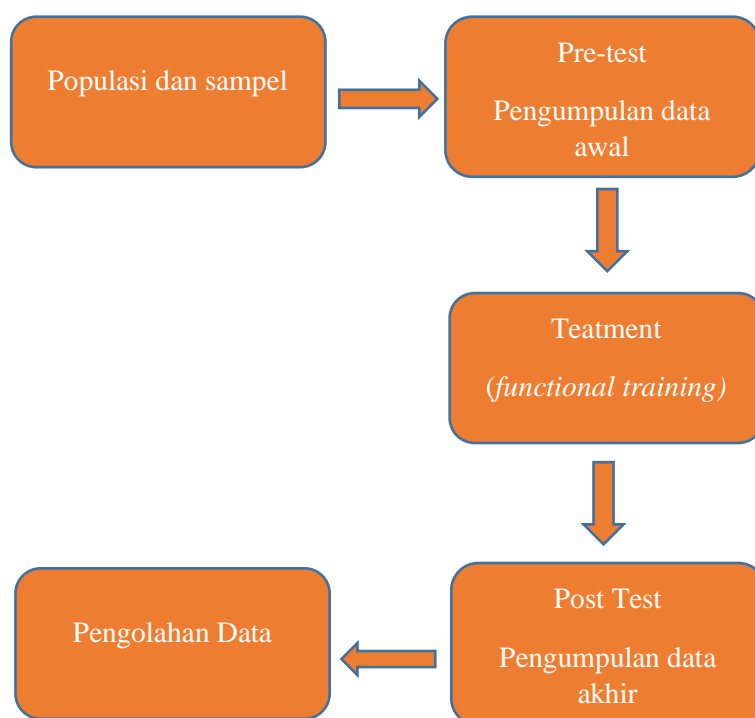 Populasi dan sampel
Pre-test
Pengumpulan data
awal
Teatment
(functional training)
Post Test
Pengumpulan data
akhir
Pengolahan Data